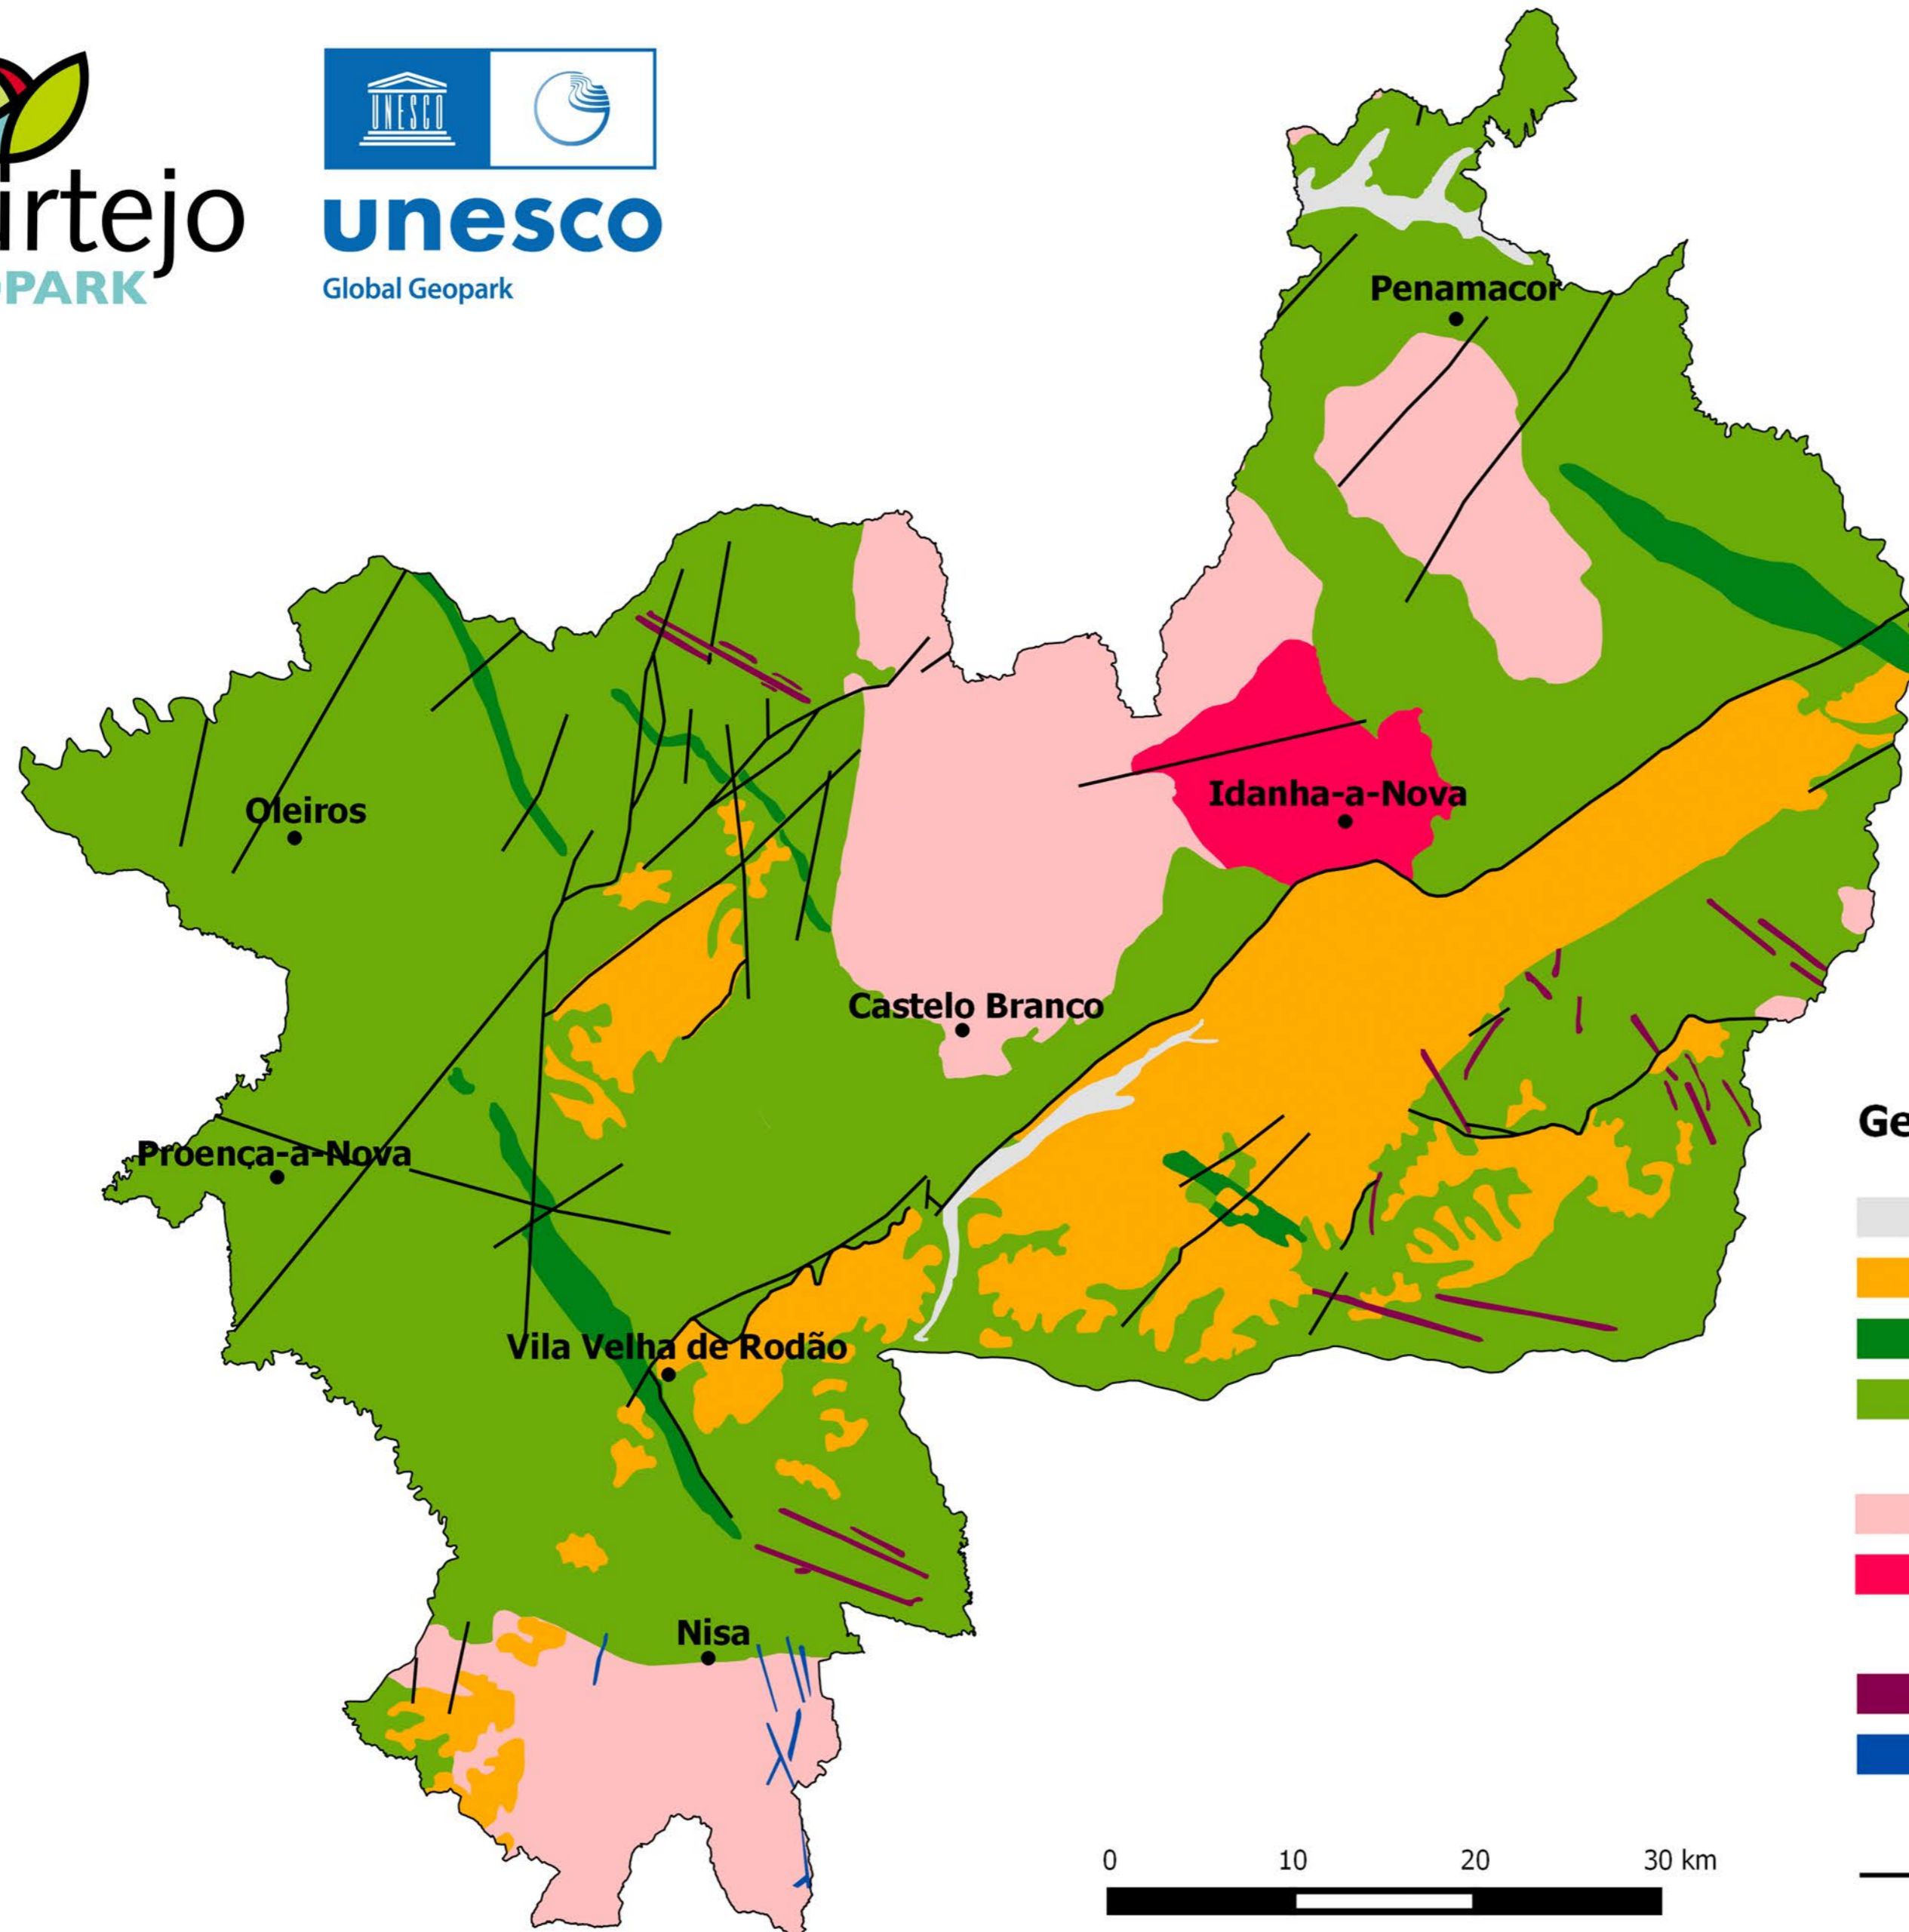 UNESCO
irtejo
PARK
unesco
Global Geopark
Penamacor
Oleiros
Idanha-a-Nova
Castelo Branco
Proença-a-Nova
Vila Velha de Rodão
Nisa
Ge
0 10 20 30 km